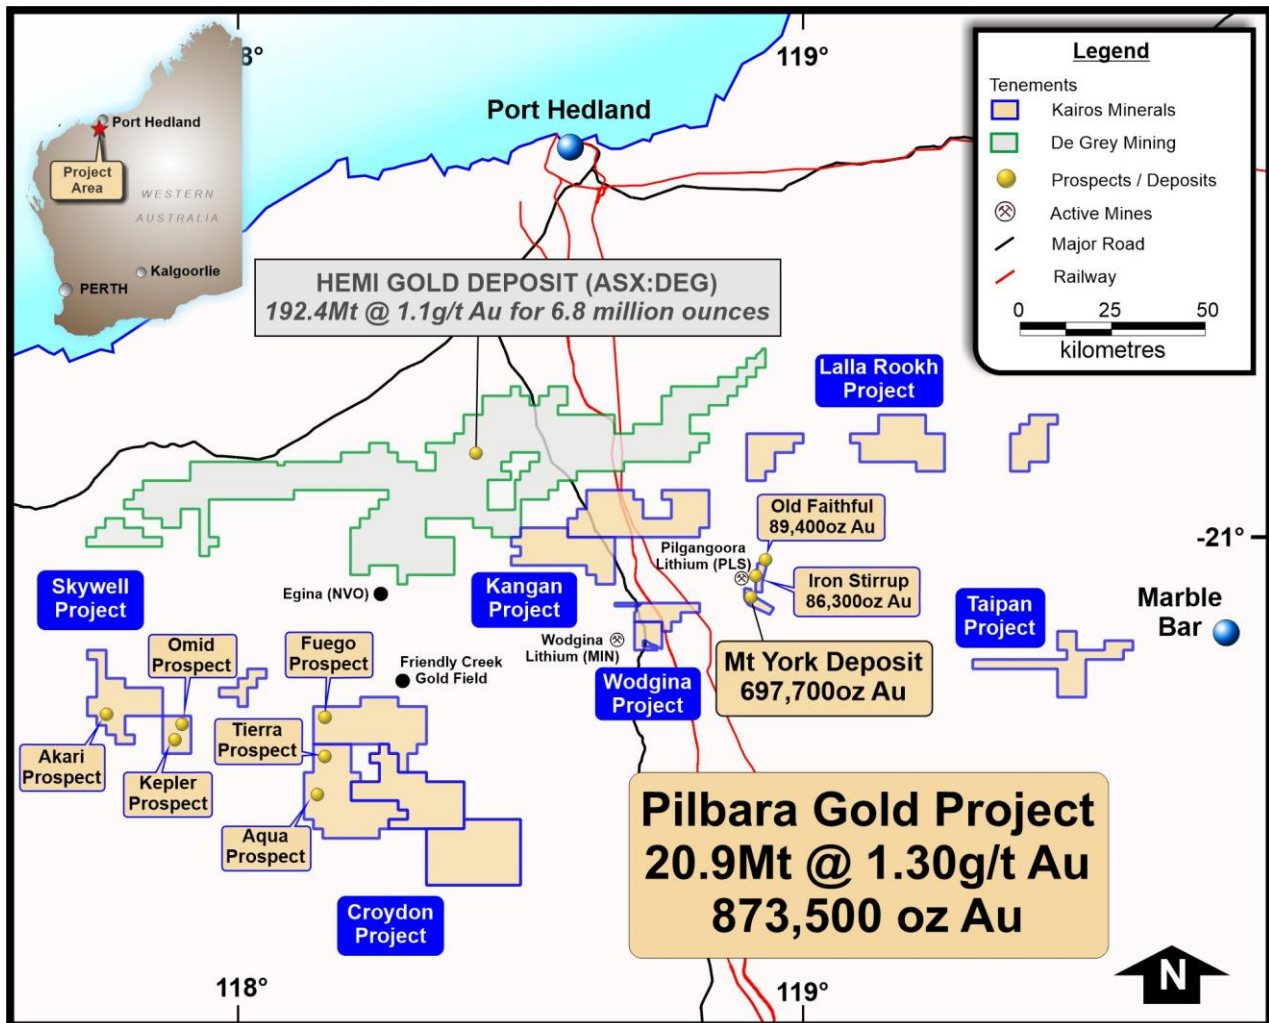 8°
119°
Port Hedland
Project
Area
WESTERN
AUSTRALIA
Kalgoorlie
PERTH
Port Hedland
Legend
Tenements
Kairos Minerals
De Grey Mining
Prospects / Deposits
Active Mines
Major Road
Railway
0 25 50
kilometres
HEMI GOLD DEPOSIT (ASX:DEG)
192.4Mt @ 1.1g/t Au for 6.8 million ounces
Lalla Rookh
Project
Old Faithful
89,400oz Au
-21°
Pilgangoora
Lithium (PLS)
Iron Stirrup
86,300oz Au
Skywell
Project
Egina (NVO)
Kangan
Project
Taipan
Project
Marble
Bar
Omid
Prospect
Fuego
Prospect
Friendly Creek
Gold Field
Wodgina
Lithium (MIN)
Wodgina
Project
Mt York Deposit
697,700oz Au
Tierra
Prospect
Akari
Prospect
Kepler
Prospect
Aqua
Prospect
Pilbara Gold Project
20.9Mt @ 1.30g/t Au
873,500 oz Au
Croydon
Project
118°
119°
N